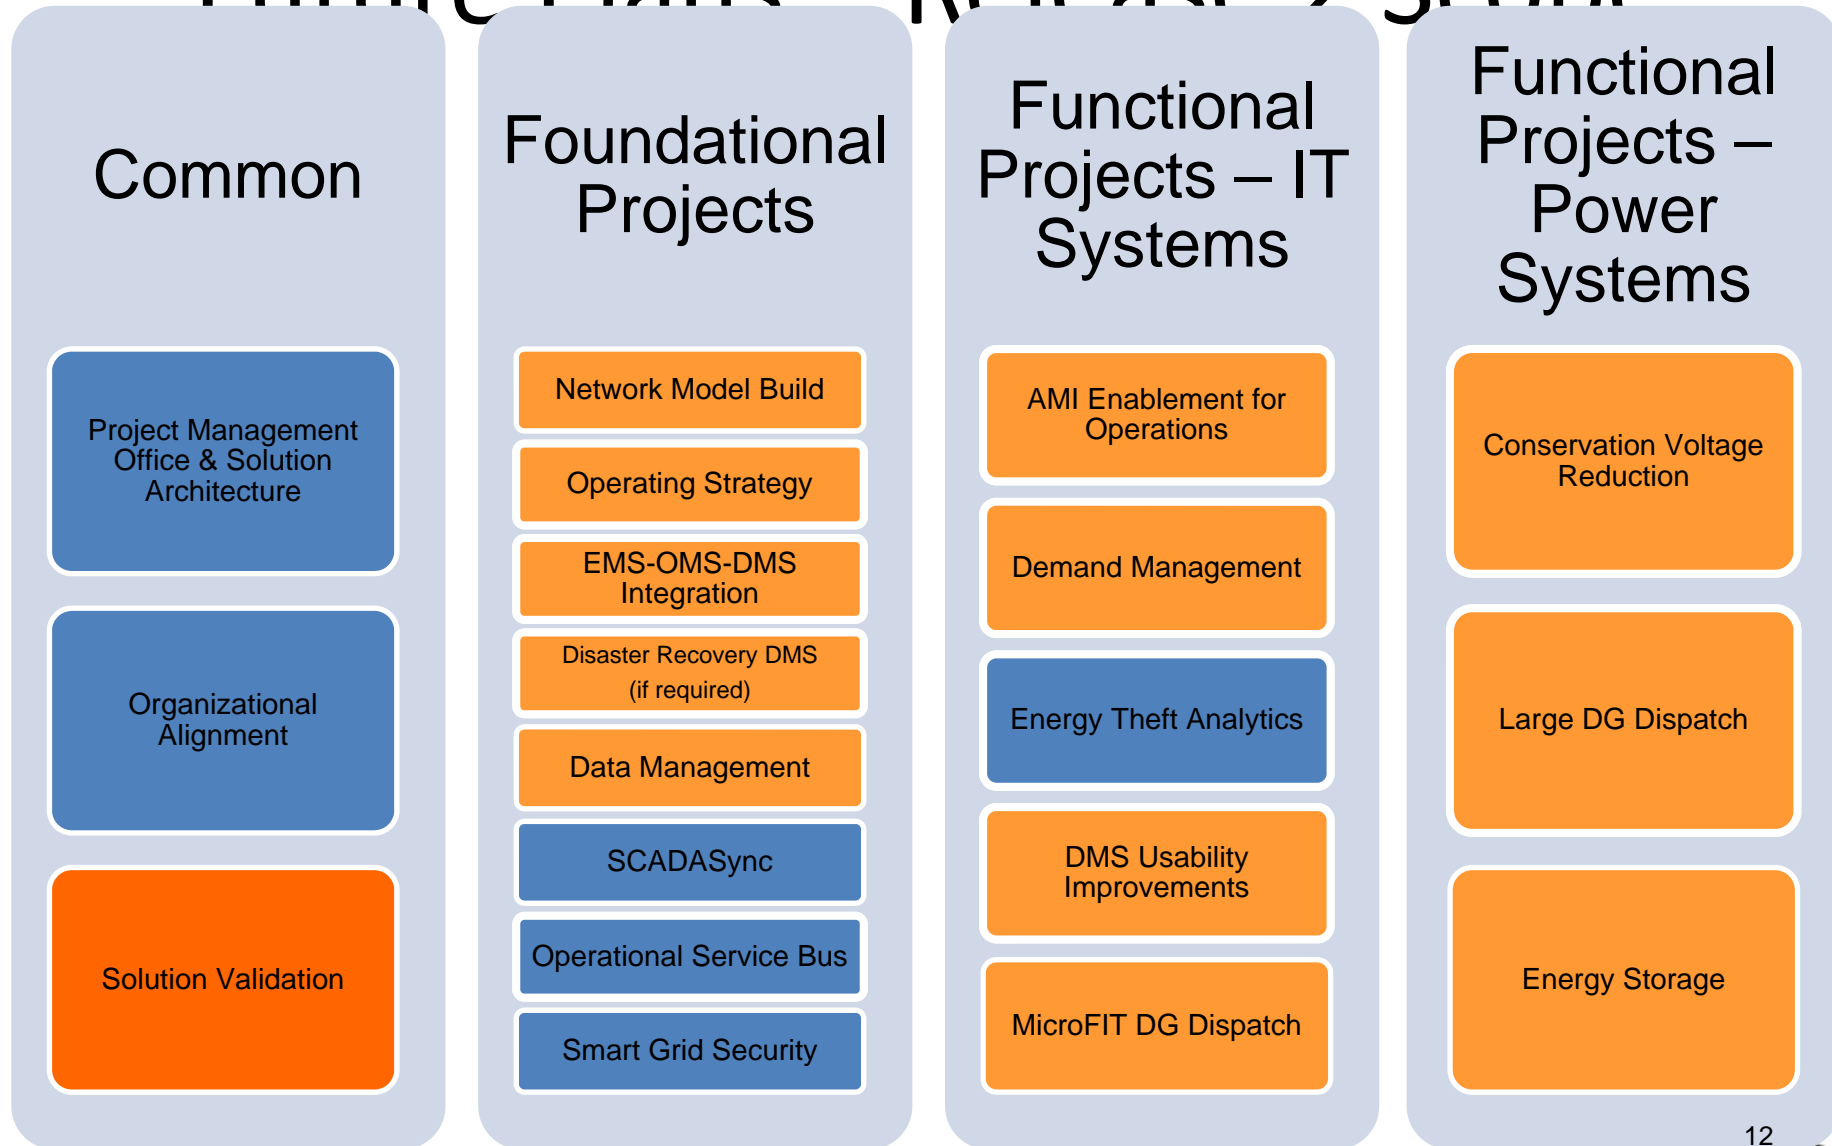 Common
Project Management
Office & Solution
Architecture
Organizational
Alignment
Solution Validation
Foundational
Projects
Network Model Build
Operating Strategy
EMS-OMS-DMS
Integration
Disaster Recovery DMS
(if required)
Data Management
SCADASync
Operational Service Bus
Smart Grid Security
Functional
Projects – IT
Systems
AMI Enablement for
Operations
Demand Management
Energy Theft Analytics
DMS Usability
Improvements
MicroFIT DG Dispatch
Functional
Projects –
Power
Systems
Conservation Voltage
Reduction
Large DG Dispatch
Energy Storage
12